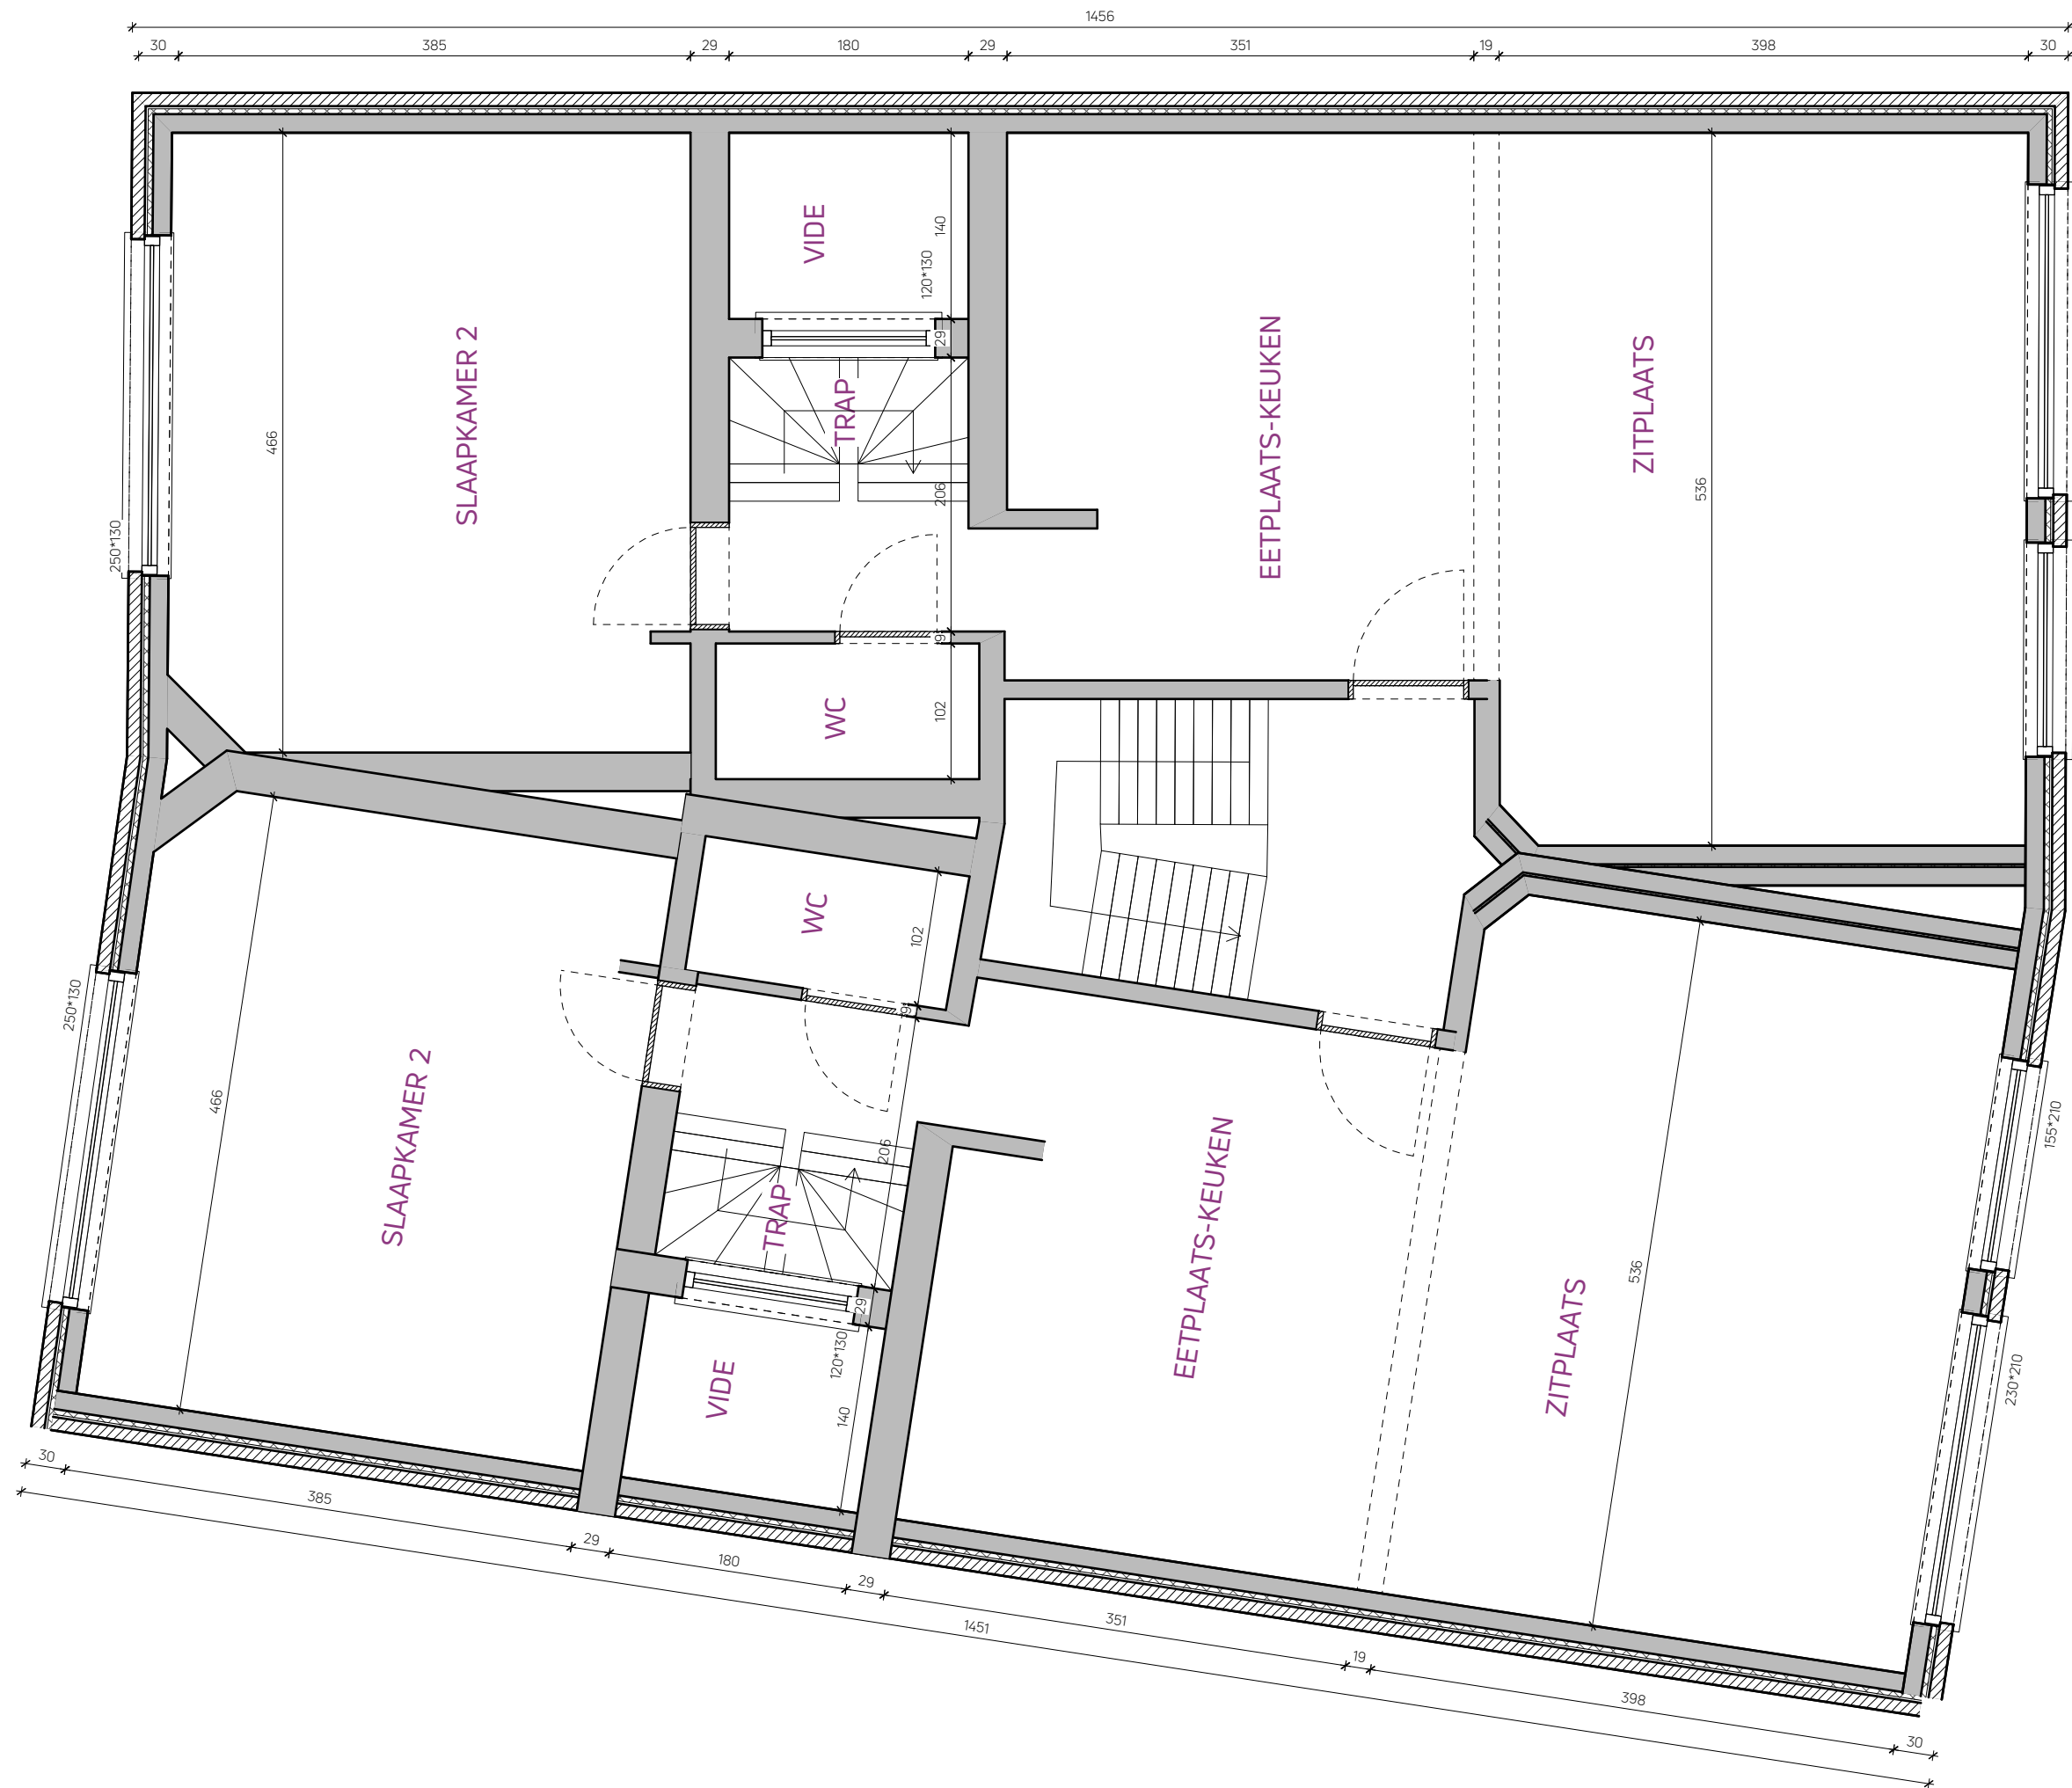 1456
30 385 29 180 29 351 19 398 30
VIDE
140
120*130
29
SLAAPKAMER 2
TRAP
EETPLAATS-KEUKEN
ZITPLAATS
466
206
536
250*130
9
WC
102
WC
102
9
250*130
SLAAPKAMER 2
466
206
TRAP
EETPLAATS-KEUKEN
ZITPLAATS
536
155*210
29
120*130
VIDE
140
230*210
30 385 29 180 29 351 19 398 30
1451